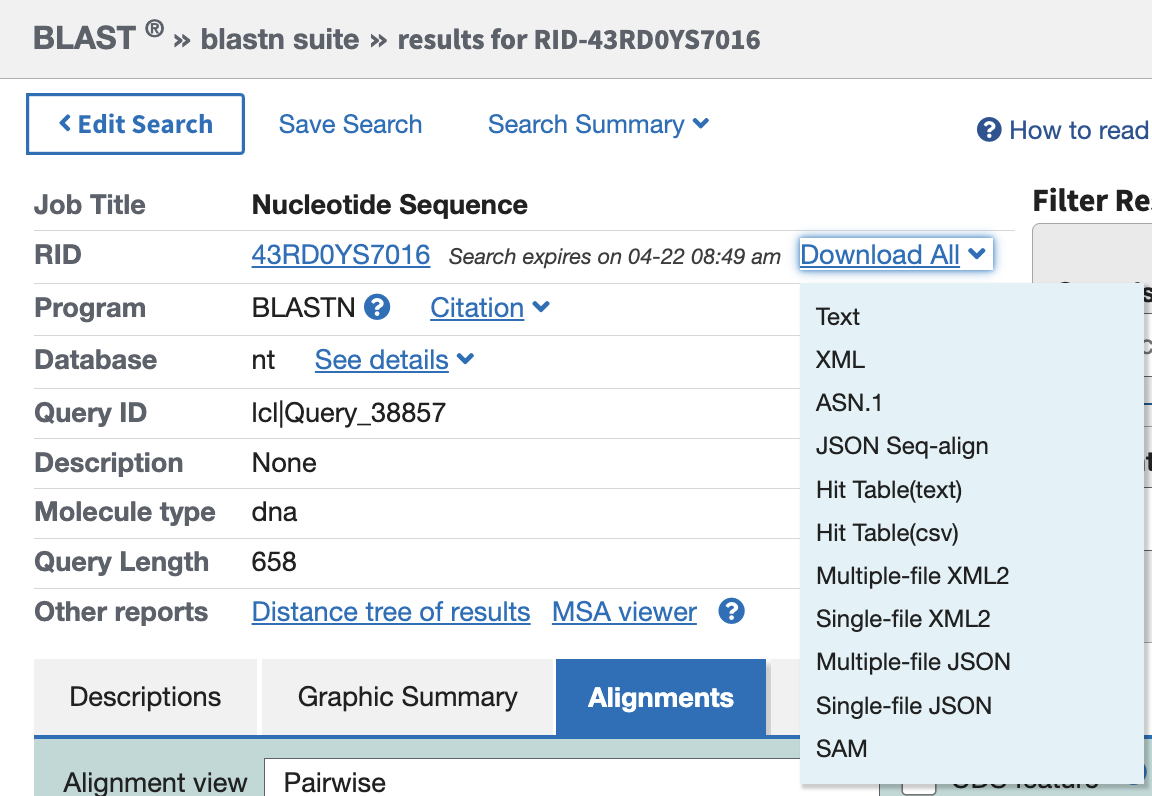 BLAST ® » blastn suite » results for RID-43RD0YS7016
Edit Search Save Search Search Summary How to read
Job Title Nucleotide Sequence
Filter Re
RID 43RD0YS7016 Search expires on 04-22 08:49 am Download All
Program BLASTN Citation
Database nt See details
Query ID lcl|Query_38857
Description None
Molecule type dna
Query Length 658
Other reports Distance tree of results MSA viewer
Text
XML
ASN.1
JSON Seq-align
Hit Table(text)
Hit Table(csv)
Multiple-file XML2
Single-file XML2
Multiple-file JSON
Single-file JSON
SAM
Descriptions Graphic Summary Alignments
Alignment view Pairwise
CDS feature